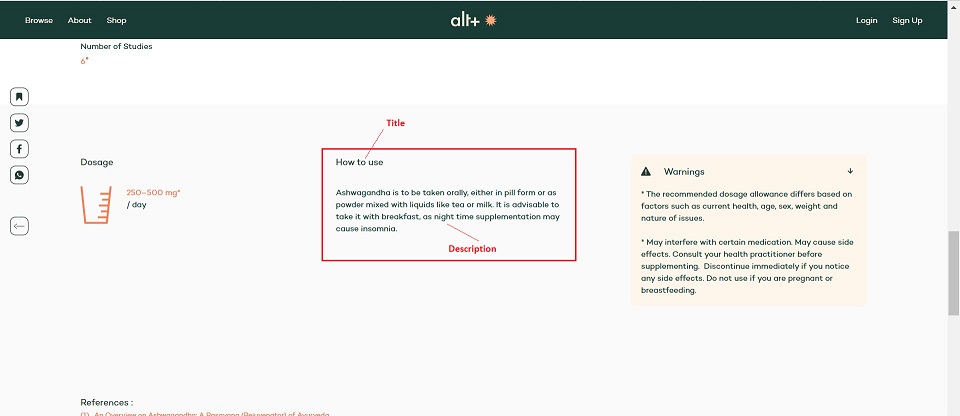 Browse About Shop
alt+
Login Sign Up
Number of Studies
6*
Title
Dosage
250–500 mg*
/ day
How to use
Ashwagandha is to be taken orally, either in pill form or as
powder mixed with liquids like tea or milk. It is advisable to
take it with breakfast, as night time supplementation may
cause insomnia.
Description
Warnings
* The recommended dosage allowance differs based on
factors such as current health, age, sex, weight and
nature of issues.
* May interfere with certain medication. May cause side
effects. Consult your health practitioner before
supplementing. Discontinue immediately if you notice
any side effects. Do not use if you are pregnant or
breastfeeding.
References :
(1) An Overview on Ashwagandha: A Rasayana (Rejuvenator) of Ayurveda